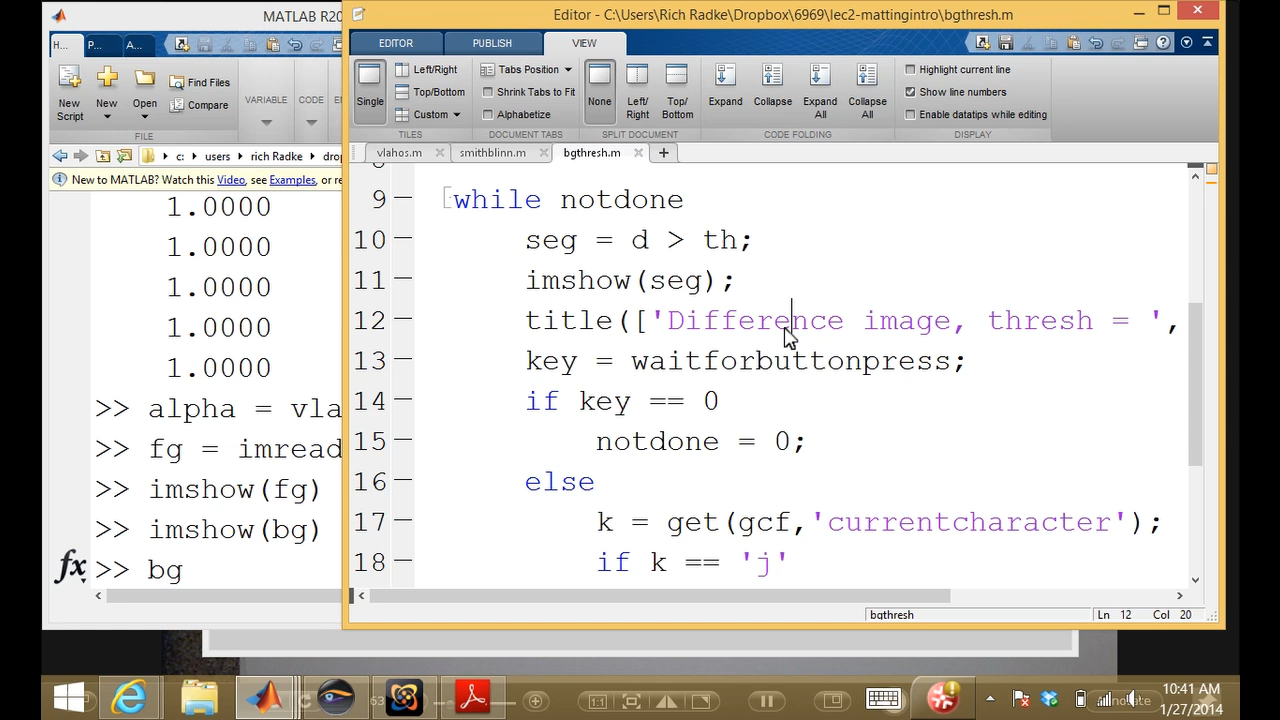 MATLAB R20
Editor - C:\Users\Rich Radke\Dropbox\6969\lec2-mattingintro\bgthresh.m
H... P... A...
EDITOR PUBLISH VIEW
New Script
New
Open
Find Files
Compare
VARIABLE
CODE
FILE
Single
Left/Right
Top/Bottom
Custom
TILES
Tabs Position
Shrink Tabs to Fit
Alphabetize
DOCUMENT TABS
None
Left/Right
Top/Bottom
SPLIT DOCUMENT
Expand
Collapse
Expand All
Collapse All
CODE FOLDING
Highlight current line
Show line numbers
Enable datatips while editing
DISPLAY
c: users rich Radke
vlahos.m smithblinn.m bgthresh.m
New to MATLAB? Watch this Video, see Examples, or re
1.0000
1.0000
1.0000
1.0000
1.0000
>> alpha = vla
>> fg = imread
>> imshow(fg)
>> imshow(bg)
fx >> bg
9 while notdone
10 seg = d > th;
11 imshow(seg);
12 title(['Difference image, thresh = ',
13 key = waitforbuttonpress;
14 if key == 0
15 notdone = 0;
16 else
17 k = get(gcf,'currentcharacter');
18 if k == 'j'
bgthresh
Ln 12 Col 20
10:41 AM
1/27/2014